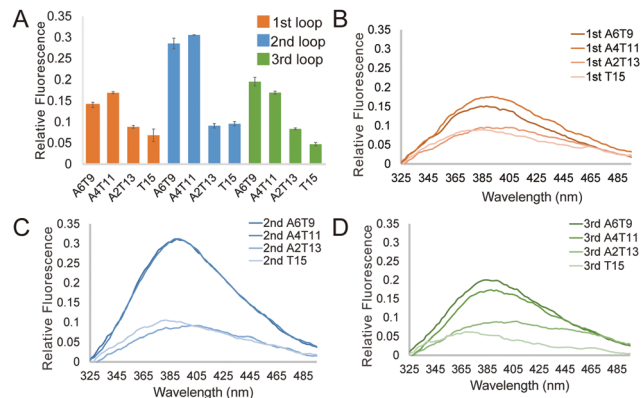 A
Relative Fluorescence
0.35
0.3
0.25
0.2
0.15
0.1
0.05
0
1st loop
2nd loop
3rd loop
A6T9
A4T11
A2T13
T15
A6T9
A4T11
A2T13
T15
A6T9
A4T11
A2T13
T15
B
Relative Fluorescence
0.35
0.3
0.25
0.2
0.15
0.1
0.05
0
1st A6T9
1st A4T11
1st A2T13
1st T15
325 345 365 385 405 425 445 465 485
Wavelength (nm)
C
Relative Fluorescence
0.35
0.3
0.25
0.2
0.15
0.1
0.05
0
2nd A6T9
2nd A4T11
2nd A2T13
2nd T15
325 345 365 385 405 425 445 465 485
Wavelength (nm)
D
Relative Fluorescence
0.35
0.3
0.25
0.2
0.15
0.1
0.05
0
3rd A6T9
3rd A4T11
3rd A2T13
3rd T15
325 345 365 385 405 425 445 465 485
Wavelength (nm)